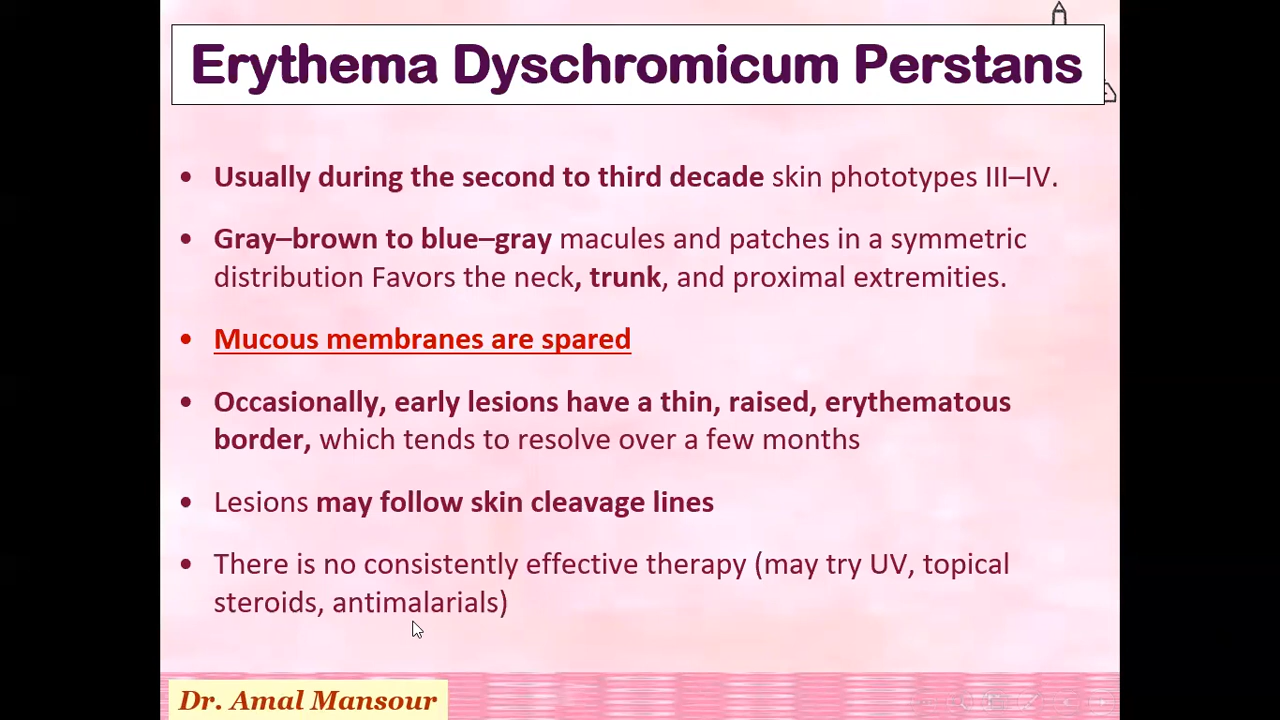 Erythema Dyschromicum Perstans
• Usually during the second to third decade skin phototypes III–IV.
• Gray–brown to blue–gray macules and patches in a symmetric
distribution Favors the neck, trunk, and proximal extremities.
• Mucous membranes are spared
• Occasionally, early lesions have a thin, raised, erythematous
border, which tends to resolve over a few months
• Lesions may follow skin cleavage lines
• There is no consistently effective therapy (may try UV, topical
steroids, antimalarials)
Dr. Amal Mansour